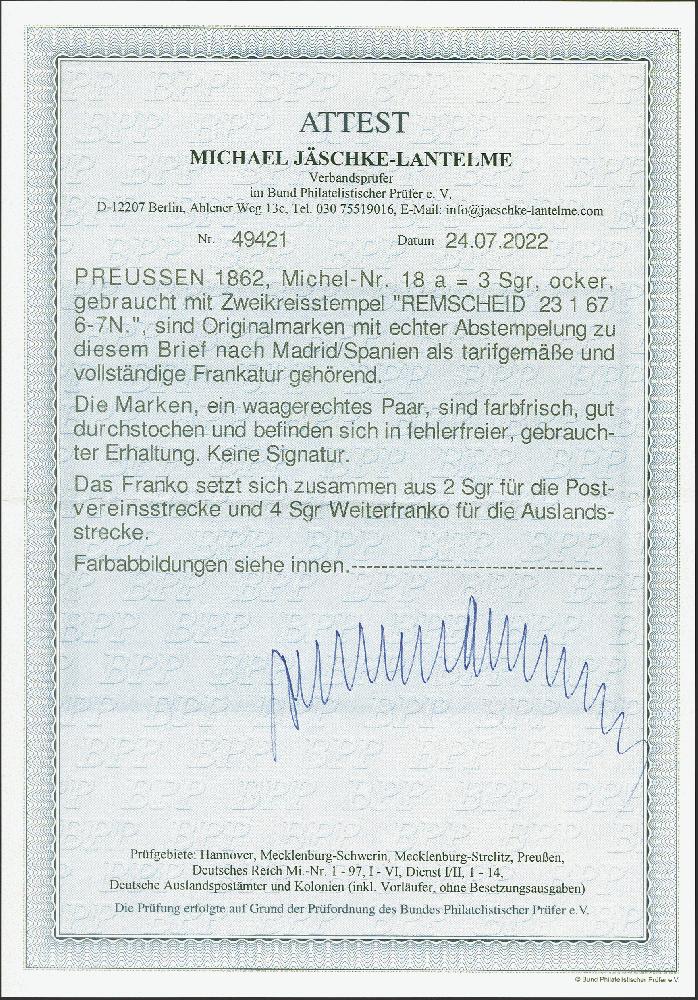 ATTEST
MICHAEL JÄSCHKE-LANTELME
Verbandsprüfer
im Bund Philatelistischer Prüfer e. V.
D-12207 Berlin, Ahlener Weg 13c, Tel. 030 75519016, E-Mail: info@jaeschke-lantelme.com
Nr. 49421 Datum 24.07.2022
PREUSSEN 1862, Michel-Nr. 18 a = 3 Sgr, ocker,
gebraucht mit Zweikreisstempel "REMSCHEID 23 1 67
6-7N.", sind Originalmarken mit echter Abstempelung zu
diesem Brief nach Madrid/Spanien als tarifgemäße und
vollständige Frankatur gehörend.
Die Marken, ein waagerechtes Paar, sind farbfrisch, gut
durchstochen und befinden sich in fehlerfreier, gebrauch-
ter Erhaltung. Keine Signatur.
Das Franko setzt sich zusammen aus 2 Sgr für die Post-
vereinsstrecke und 4 Sgr Weiterfranko für die Auslands-
strecke.
Farbabbildungen siehe innen.--------------------------------
Prüfgebiete: Hannover, Mecklenburg-Schwerin, Mecklenburg-Strelitz, Preußen,
Deutsches Reich Mi.-Nr. 1 - 97, I - VI, Dienst I/II, 1 - 14,
Deutsche Auslandspostämter und Kolonien (inkl. Vorläufer, ohne Besetzungsausgaben)
Die Prüfung erfolgte auf Grund der Prüfordnung des Bundes Philatelistischer Prüfer e.V.
© Bund Philatelistischer Prüfer e.V.